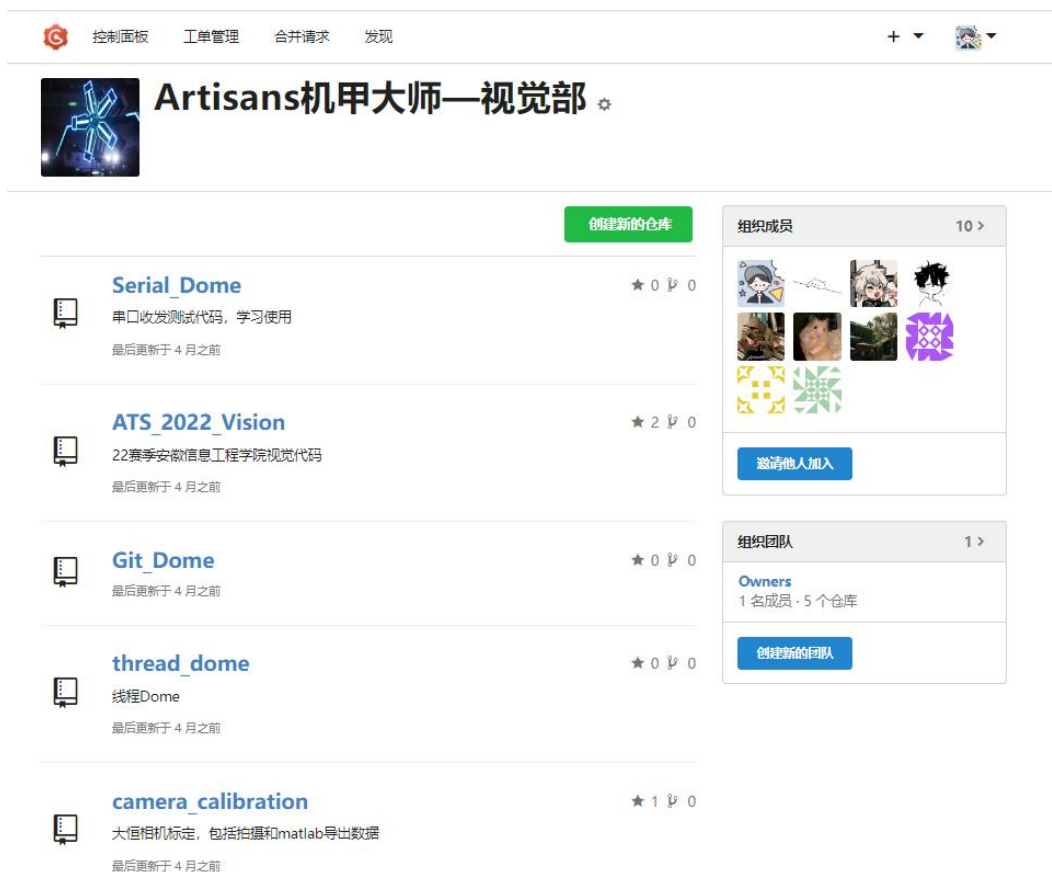 控制面板 工单管理 合并请求 发现
Artisans机甲大师—视觉部
创建新的仓库
Serial_Dome
0 0
串口收发测试代码，学习使用
最后更新于 4 月之前
ATS_2022_Vision
2 0
22赛季安徽信息工程学院视觉代码
最后更新于 4 月之前
Git_Dome
0 0
最后更新于 4 月之前
thread_dome
0 0
线程Dome
最后更新于 4 月之前
camera_calibration
1 0
大恒相机标定，包括拍摄和matlab导出数据
最后更新于 4 月之前
组织成员 10 >
邀请他人加入
组织团队 1 >
Owners
1 名成员 · 5 个仓库
创建新的团队